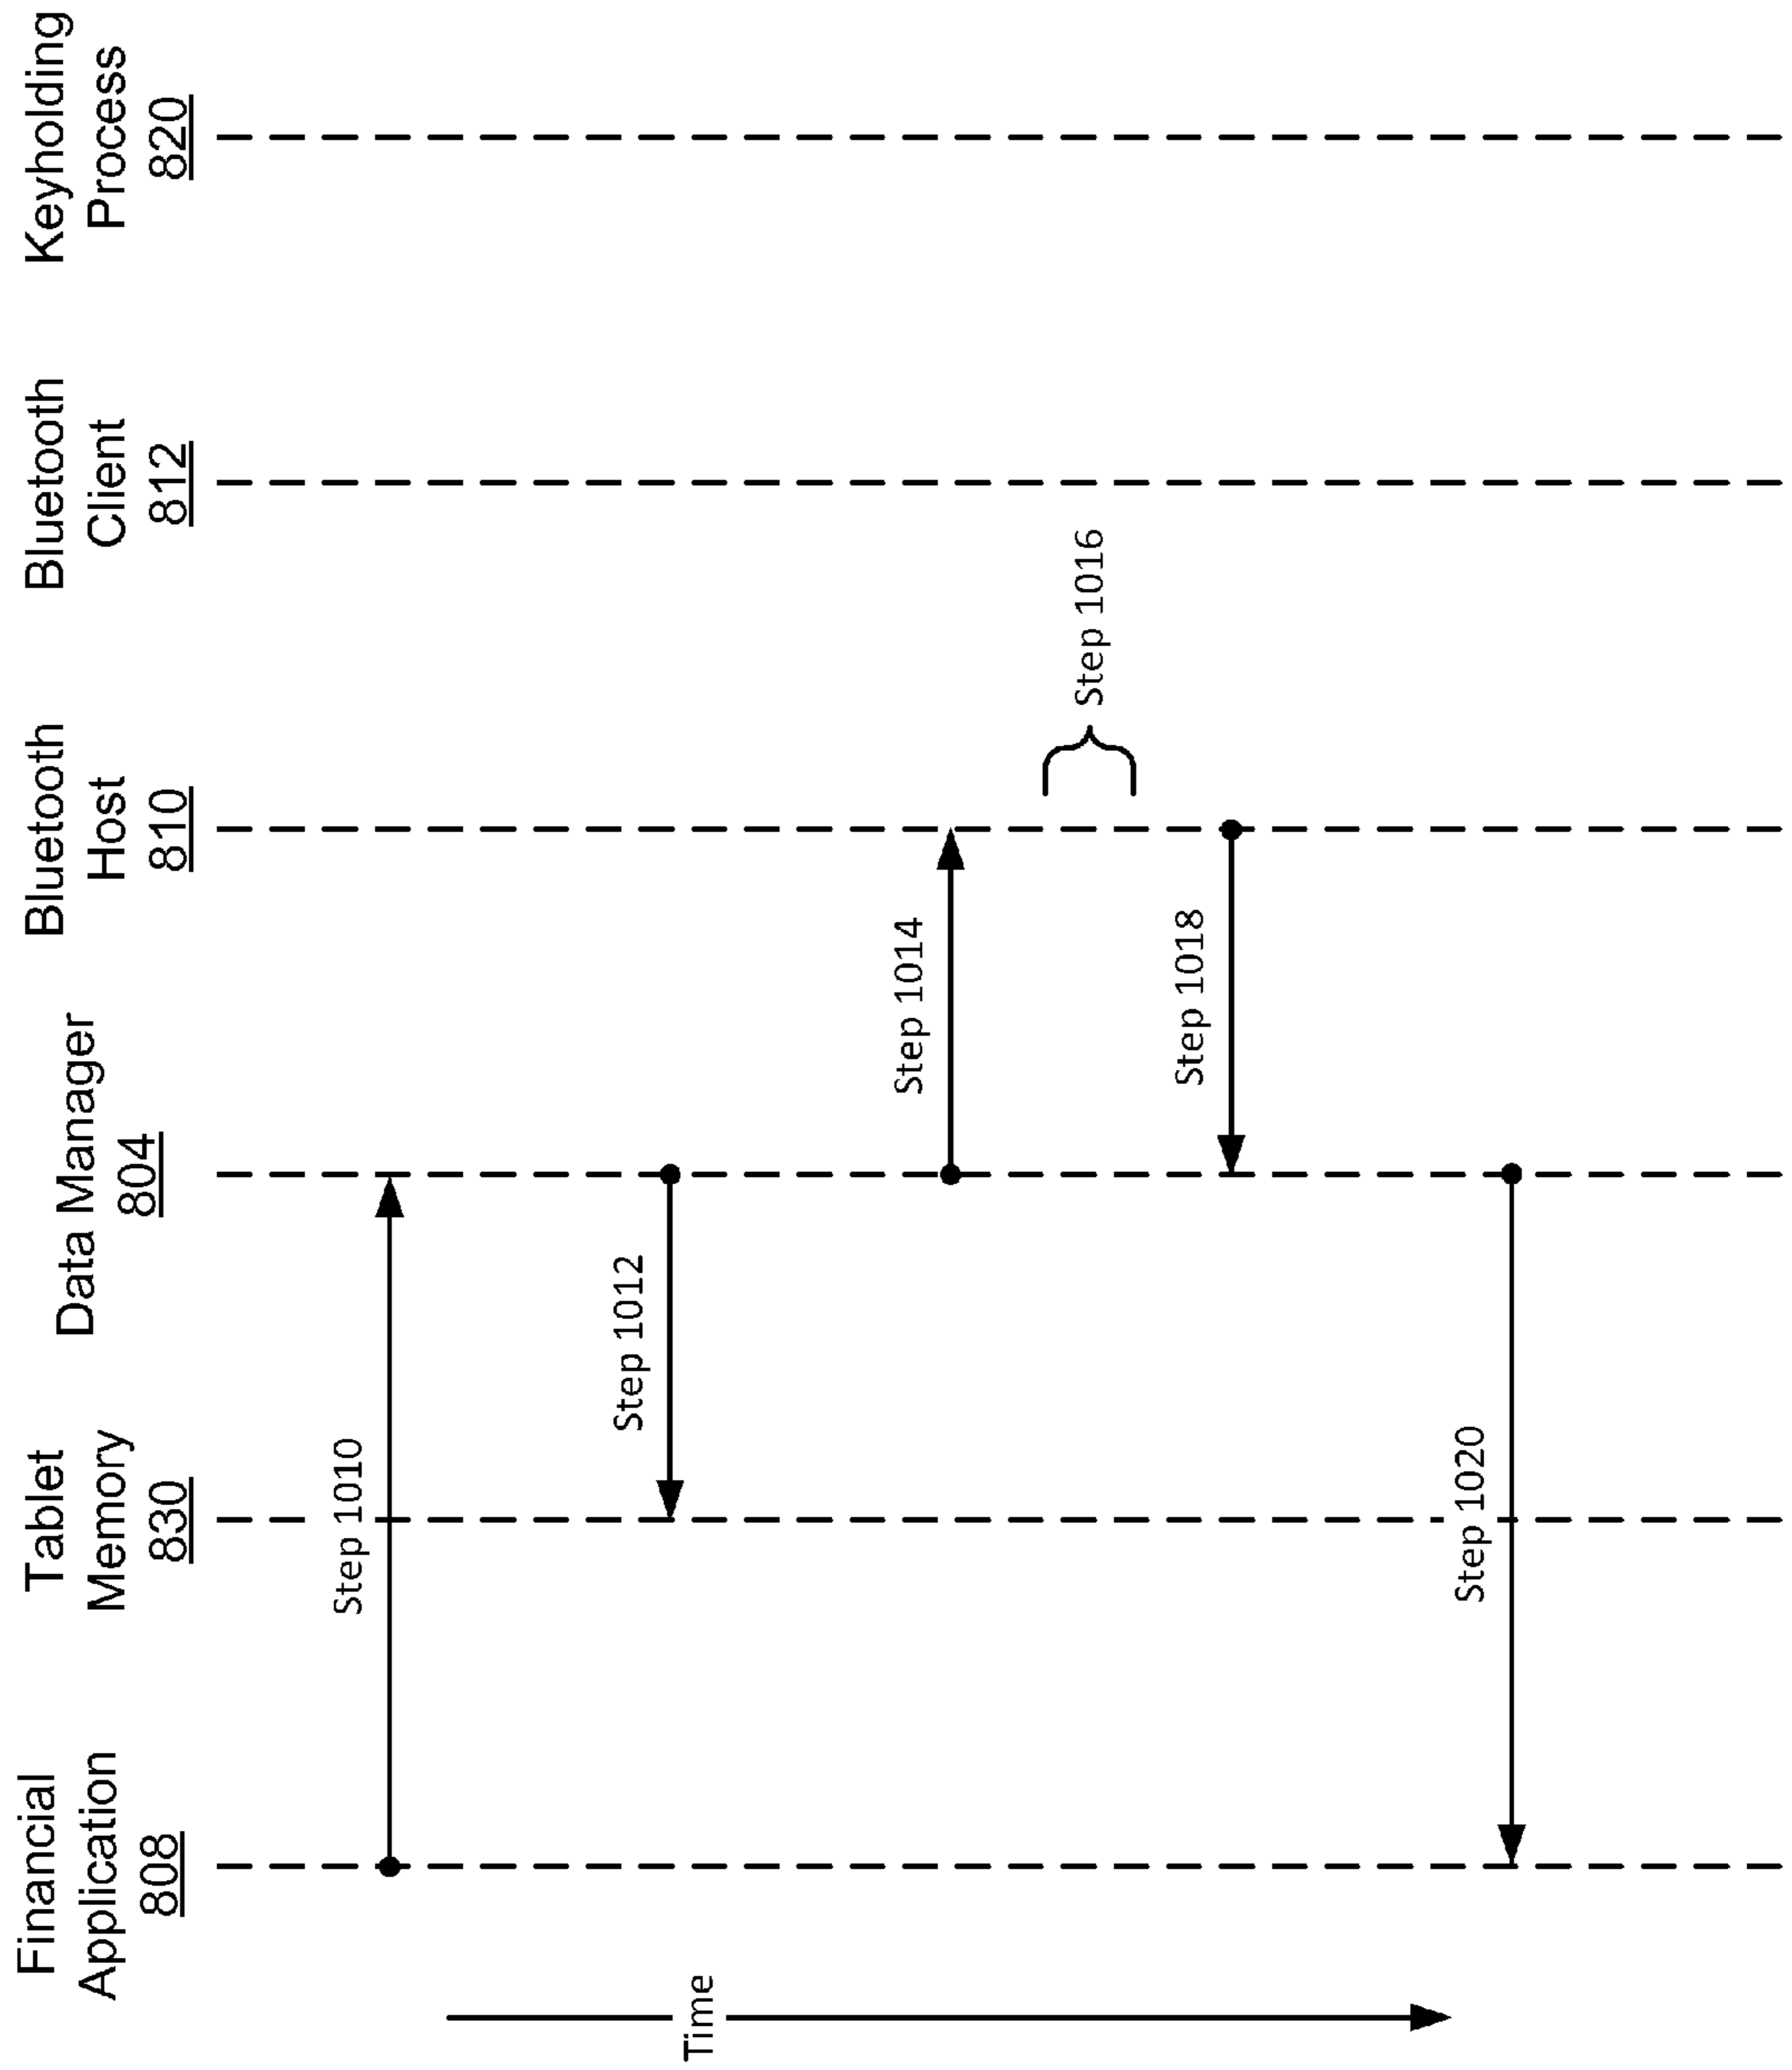 Financial
Application
808
Tablet
Memory
830
Data Manager
804
Bluetooth
Host
810
Bluetooth
Client
812
Keyholding
Process
820
Time
Step 1010
Step 1012
Step 1014
Step 1016
Step 1018
Step 1020